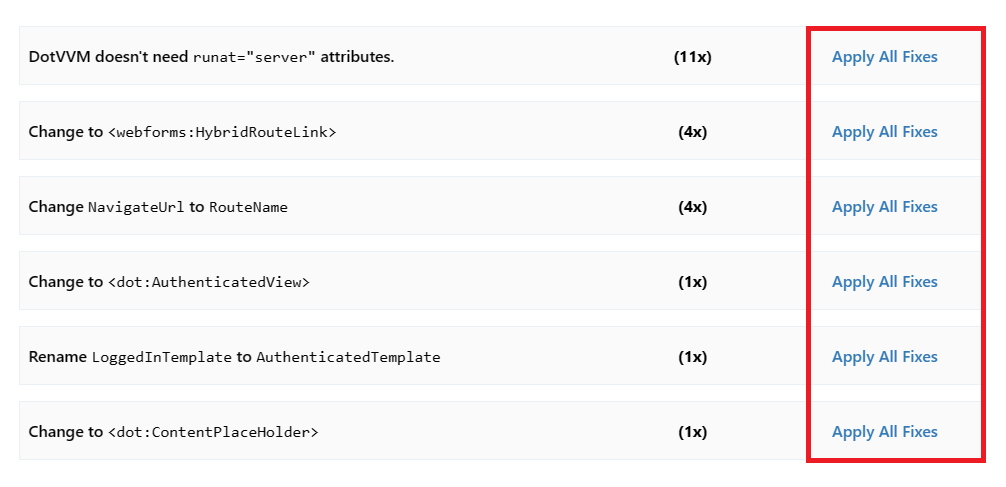 DotVVM doesn't need runat="server" attributes. (11x) Apply All Fixes
Change to <webforms:HybridRouteLink> (4x) Apply All Fixes
Change NavigateUrl to RouteName (4x) Apply All Fixes
Change to <dot:AuthenticatedView> (1x) Apply All Fixes
Rename LoggedInTemplate to AuthenticatedTemplate (1x) Apply All Fixes
Change to <dot:ContentPlaceHolder> (1x) Apply All Fixes